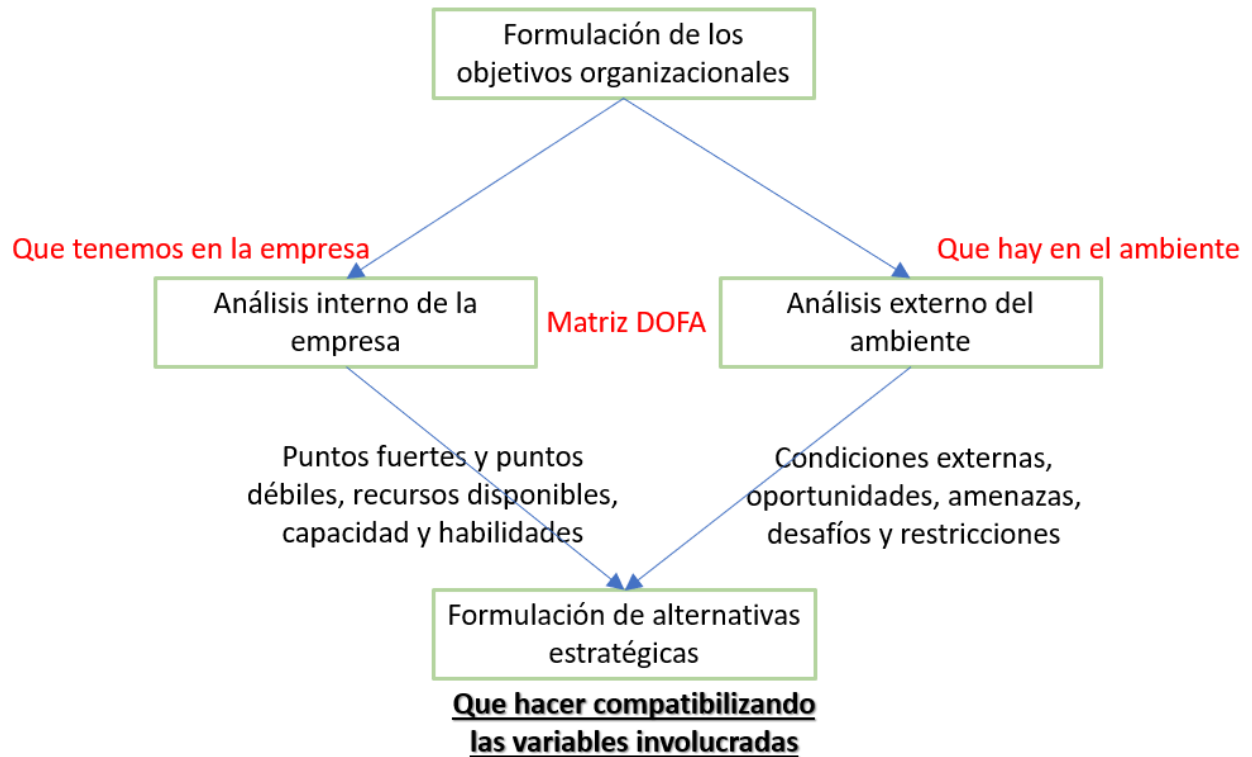 Formulación de los
objetivos organizacionales
Que tenemos en la empresa
Que hay en el ambiente
Análisis interno de la
empresa
Matriz DOFA
Análisis externo del
ambiente
Puntos fuertes y puntos
débiles, recursos disponibles,
capacidad y habilidades
Condiciones externas,
oportunidades, amenazas,
desafíos y restricciones
Formulación de alternativas
estratégicas
Que hacer compatibilizando
las variables involucradas